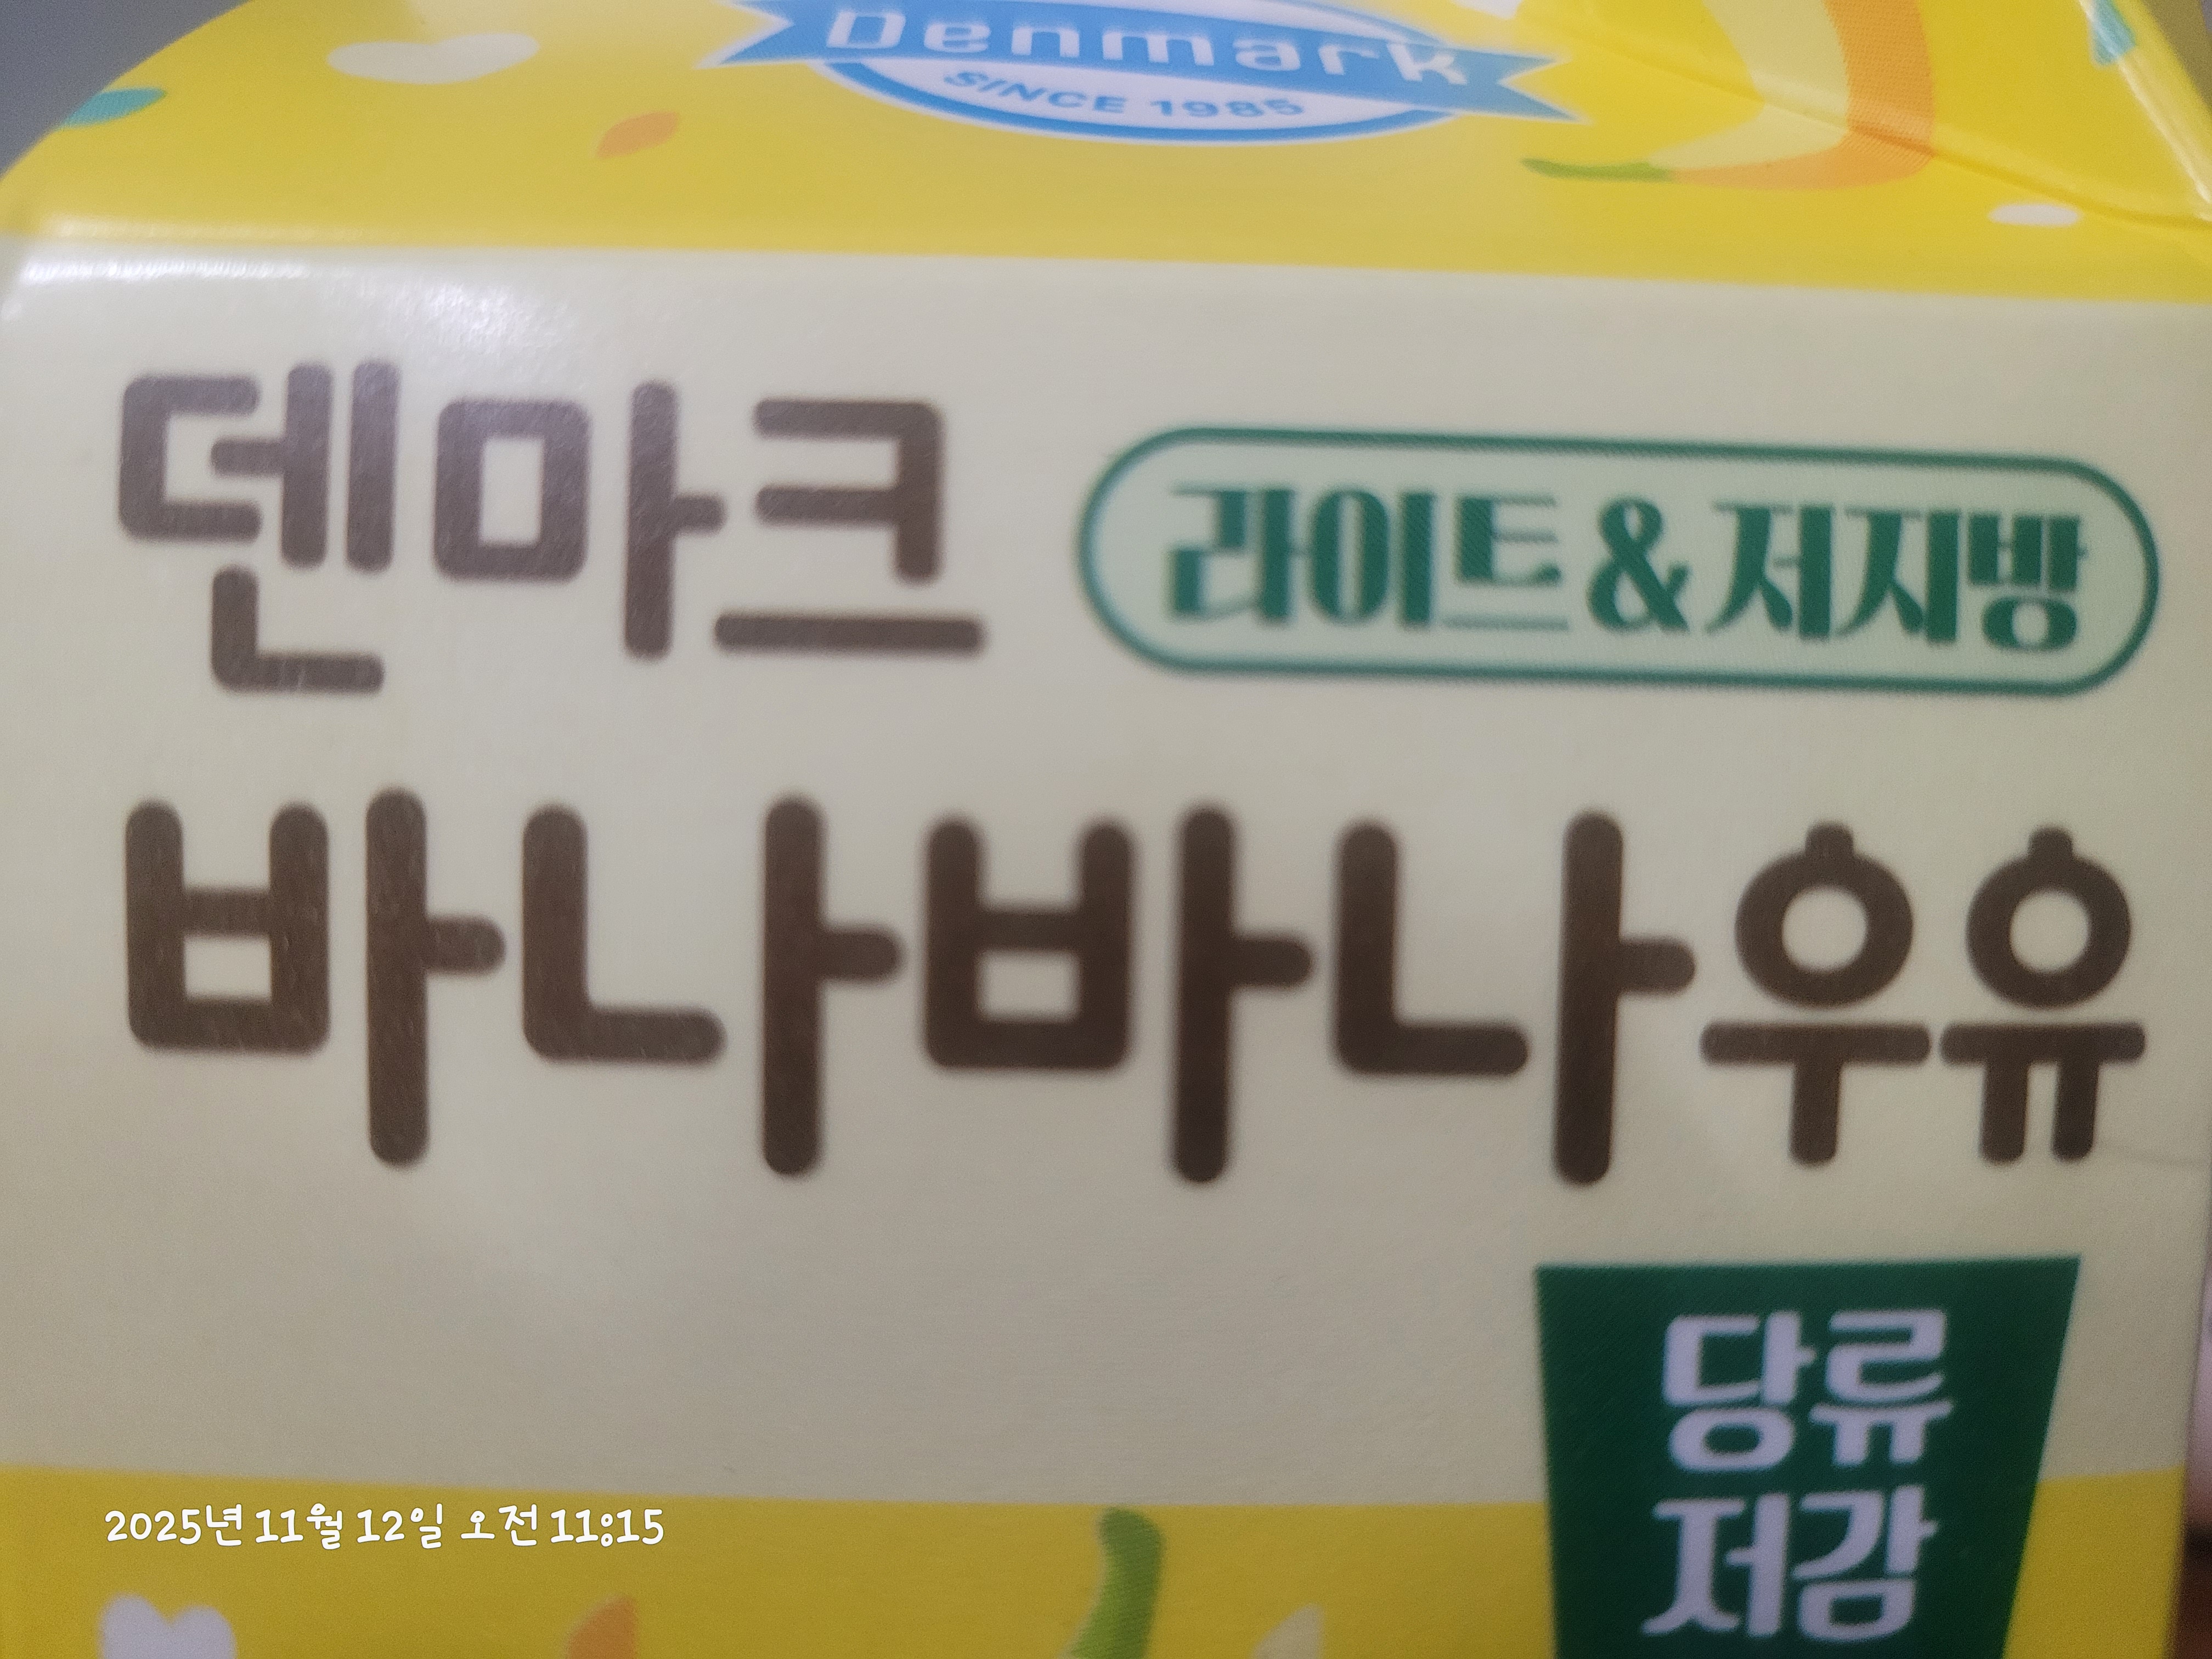 Denmark
SINCE 1985
덴마크 라이트&저지방
바나바나우유
당류
저감
2025년 11월 12일 오전 11:15